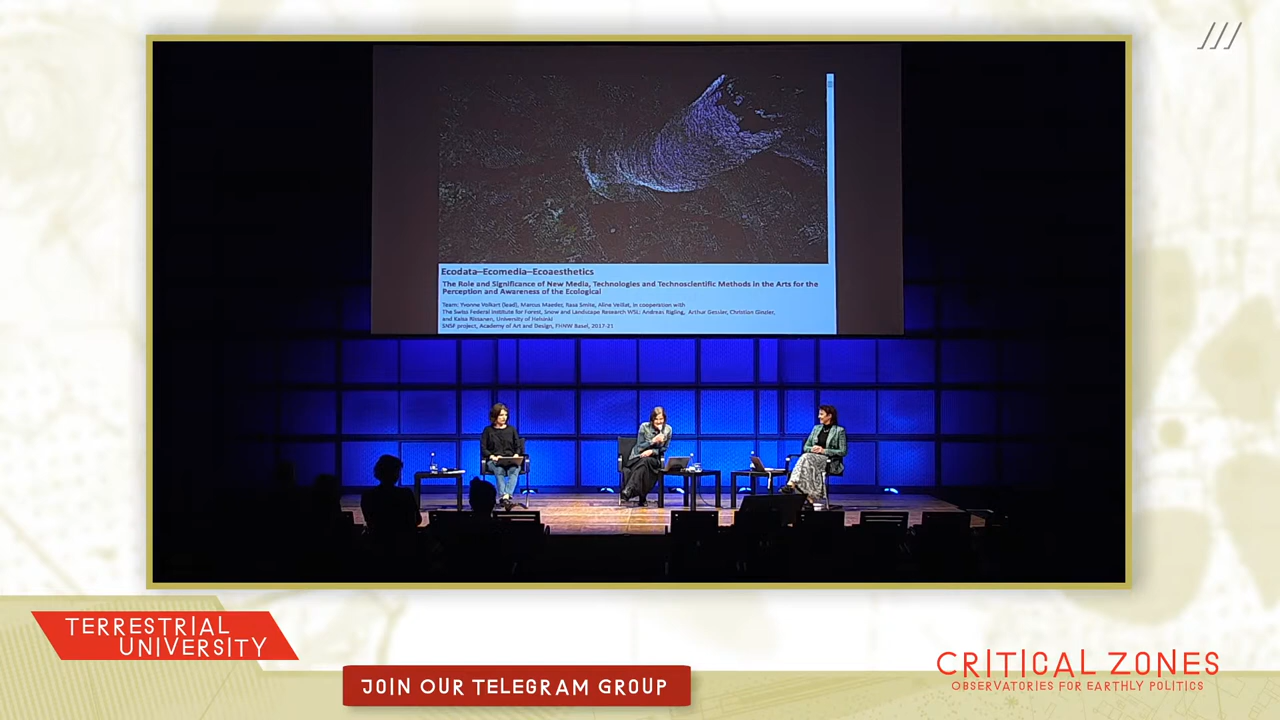 Ecodata–Ecomedia–Ecoaesthetics
The Role and Significance of New Media, Technologies and Technoscientific Methods in the Arts for the
Perception and Awareness of the Ecological
Team: Yvonne Volkart (lead), Marcus Maeder, Rasa Smite, Aline Veillat, in cooperation with
The Swiss Federal Institute for Forest, Snow and Landscape Research WSL: Andreas Rigling, Arthur Gessler, Christian Ginzler,
and Kaisa Rissanen, University of Helsinki
SNSF project, Academy of Art and Design, FHNW Basel, 2017-21
TERRESTRIAL
UNIVERSITY
JOIN OUR TELEGRAM GROUP
CRITICAL ZONES
OBSERVATORIES FOR EARTHLY POLITICS